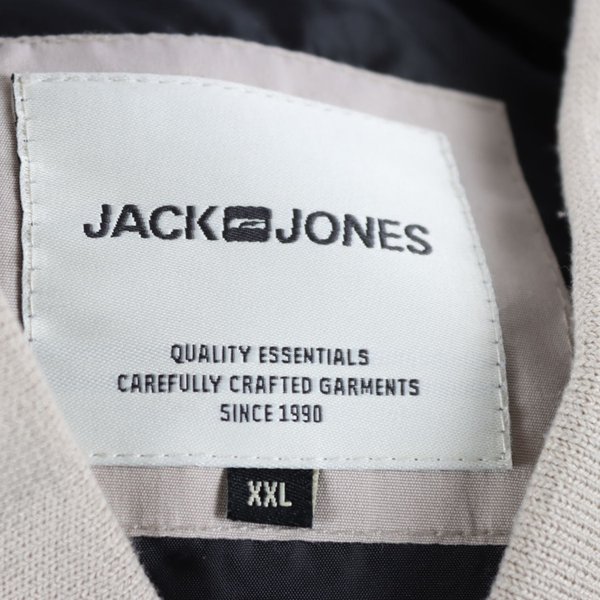 JACK JONES
QUALITY ESSENTIALS
CAREFULLY CRAFTED GARMENTS
SINCE 1990
XXL